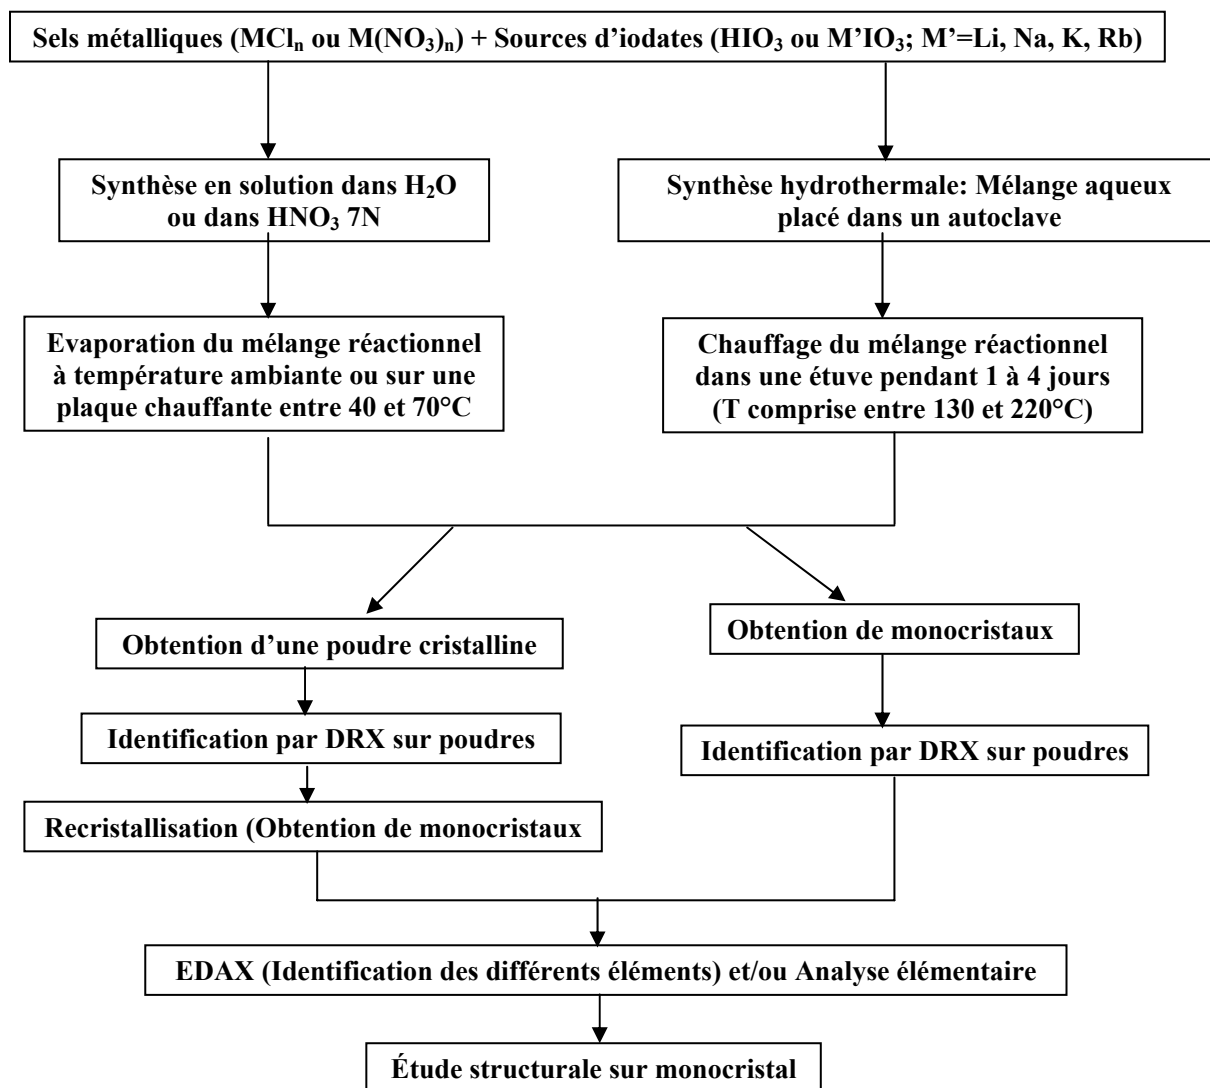 Sels métalliques (MClₙ ou M(NO₃)ₙ) + Sources d’iodates (HIO₃ ou M’IO₃; M’=Li, Na, K, Rb)
Synthèse en solution dans H₂O
ou dans HNO₃ 7N
Synthèse hydrothermale: Mélange aqueux
placé dans un autoclave
Evaporation du mélange réactionnel
à température ambiante ou sur une
plaque chauffante entre 40 et 70°C
Chauffage du mélange réactionnel
dans une étuve pendant 1 à 4 jours
(T comprise entre 130 et 220°C)
Obtention d’une poudre cristalline
Obtention de monocristaux
Identification par DRX sur poudres
Identification par DRX sur poudres
Recristallisation (Obtention de monocristaux
EDAX (Identification des différents éléments) et/ou Analyse élémentaire
Étude structurale sur monocristal